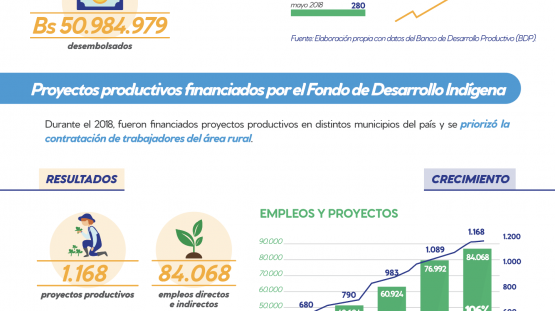 Bs 50.984.979
desembolsados
mayo 2018 280
Fuente: Elaboración propia con datos del Banco de Desarrollo Productivo (BDP)
Proyectos productivos financiados por el Fondo de Desarrollo Indígena
Durante el 2018, fueron financiados proyectos productivos en distintos municipios del país y se priorizó la
contratación de trabajadores del área rural.
RESULTADOS
CRECIMIENTO
1.168
proyectos productivos
84.068
empleos directos
e indirectos
EMPLEOS Y PROYECTOS
90.000
80.000
70.000
60.000
50.000
680
790
983
1.089
1.168
60.924
76.992
84.068
1.200
1.000
800